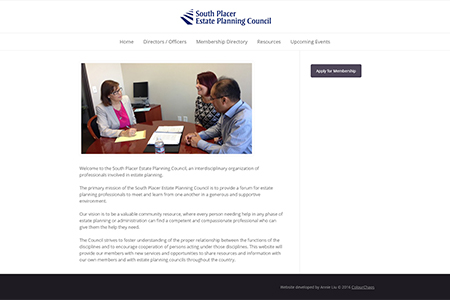 South Placer
Estate Planning Council
Home
Directors / Officers
Membership Directory
Resources
Upcoming Events
Apply for Membership
Welcome to the South Placer Estate Planning Council, an interdisciplinary organization of
professionals involved in estate planning.
The primary mission of the South Placer Estate Planning Council is to provide a forum for estate
planning professionals to meet and learn from one another in a generous and supportive
environment.
Our vision is to be a valuable community resource, where every person needing help in any phase of
estate planning or administration can find a competent and compassionate professional who can
give them the help they need.
The Council strives to foster understanding of the proper relationship between the functions of the
disciplines and to encourage cooperation of persons acting under those disciplines. This website will
provide our members with new services and opportunities to share resources and information with
our own members and with estate planning councils throughout the country.
Website developed by Annie Liu © 2016